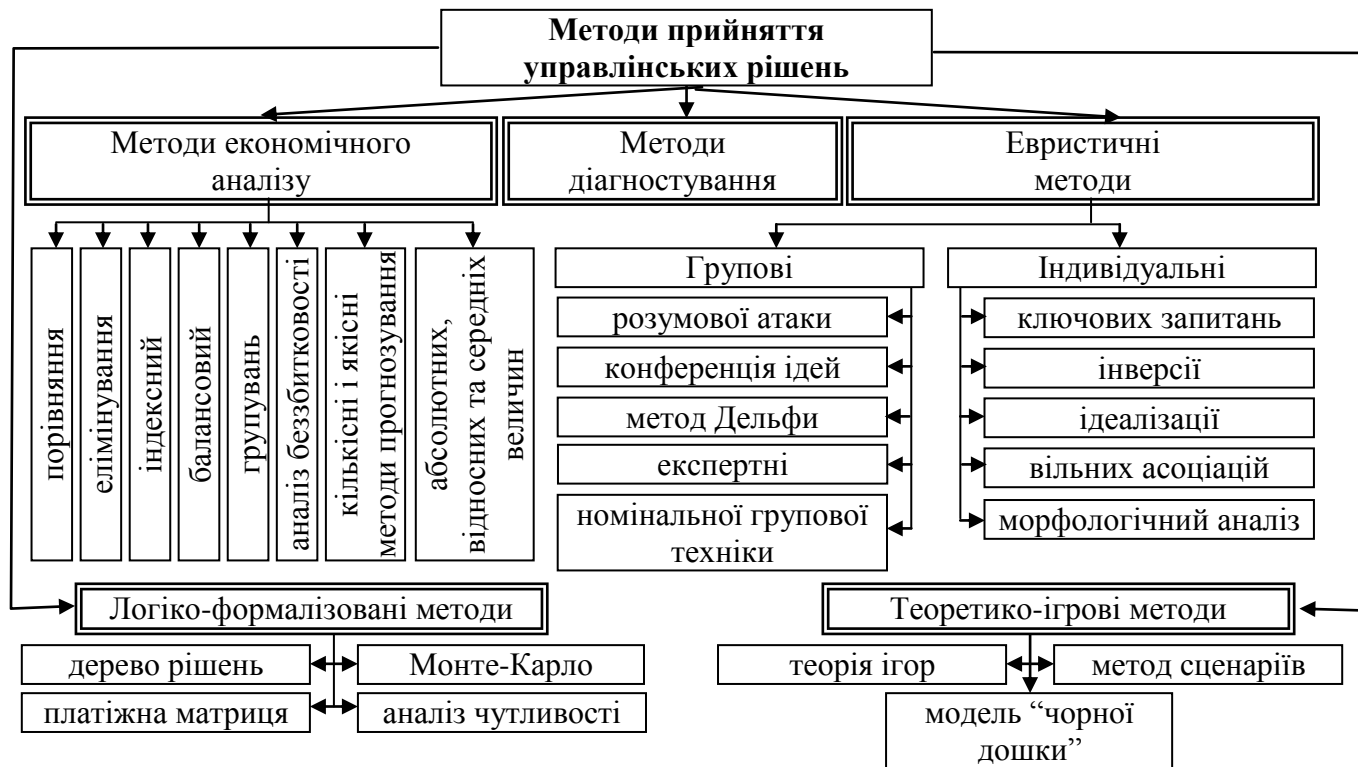 Методи прийняття
управлінських рішень
Методи економічного
аналізу
Методи
діагностування
Евристичні
методи
порівняння
елімінування
індексний
балансовий
групувань
аналіз беззбитковості
кількісні і якісні
методи прогнозування
абсолютних,
відносних та середніх
величин
Групові
розумової атаки
конференція ідей
метод Дельфи
експертні
номінальної групової
техніки
Індивідуальні
ключових запитань
інверсії
ідеалізації
вільних асоціацій
морфологічний аналіз
Логіко-формалізовані методи
дерево рішень
Монте-Карло
платіжна матриця
аналіз чутливості
Теоретико-ігрові методи
теорія ігор
метод сценаріїв
модель “чорної
дошки”